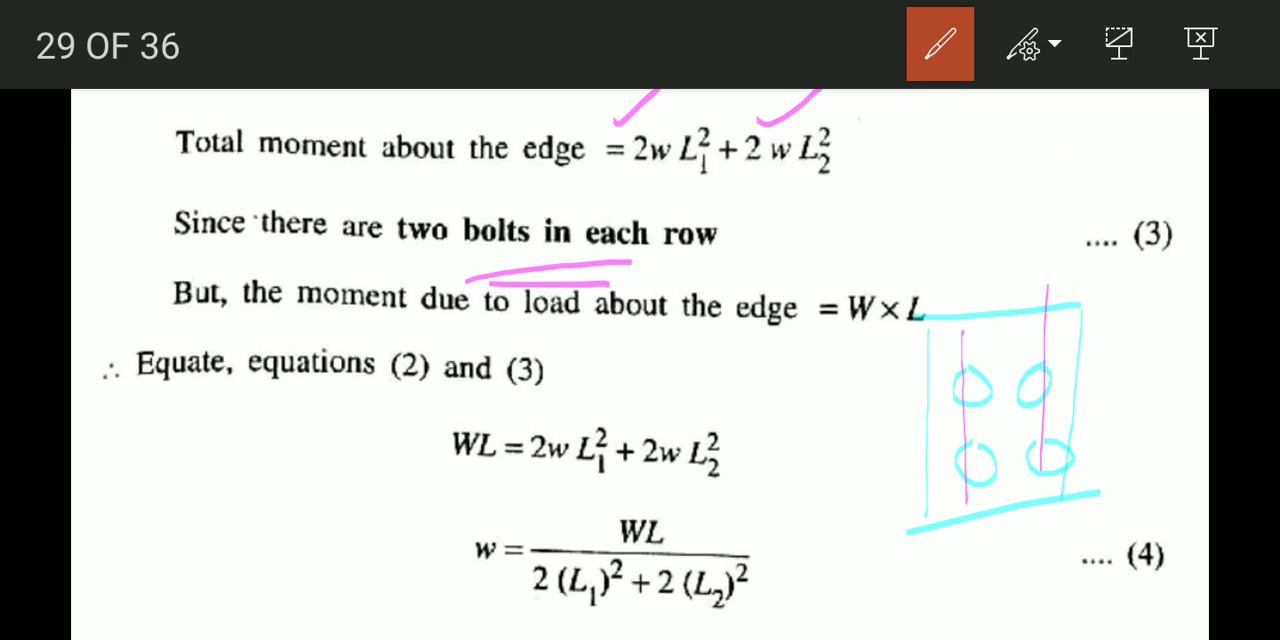 29 OF 36
Total moment about the edge = 2w L₁² + 2 w L₂²
Since there are two bolts in each row .... (3)
But, the moment due to load about the edge = W × L
∴ Equate, equations (2) and (3)
WL = 2w L₁² + 2w L₂²
w = WL / 2 (L₁)² + 2 (L₂)² .... (4)